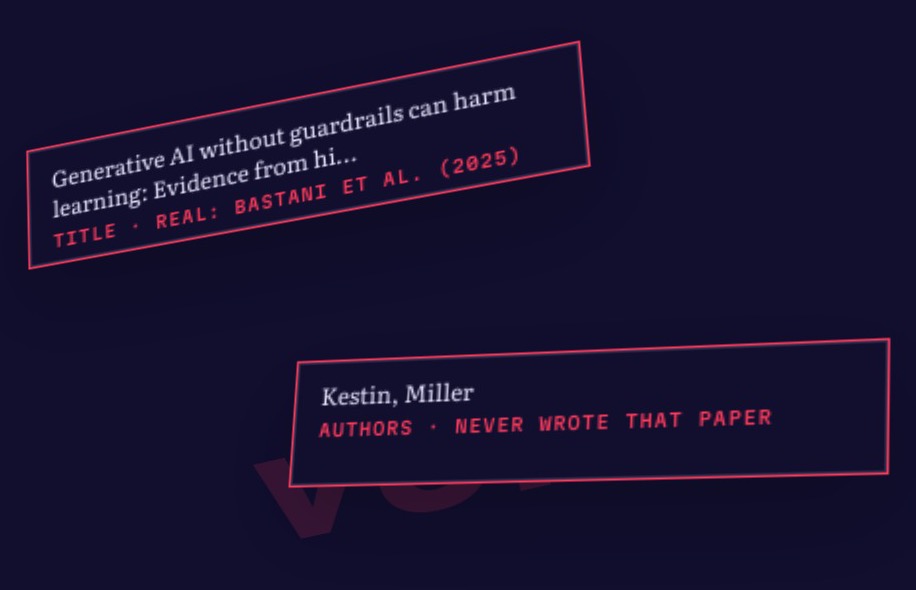 Generative AI without guardrails can harm
learning: Evidence from hi...
TITLE · REAL: BASTANI ET AL. (2025)
Kestin, Miller
AUTHORS · NEVER WROTE THAT PAPER